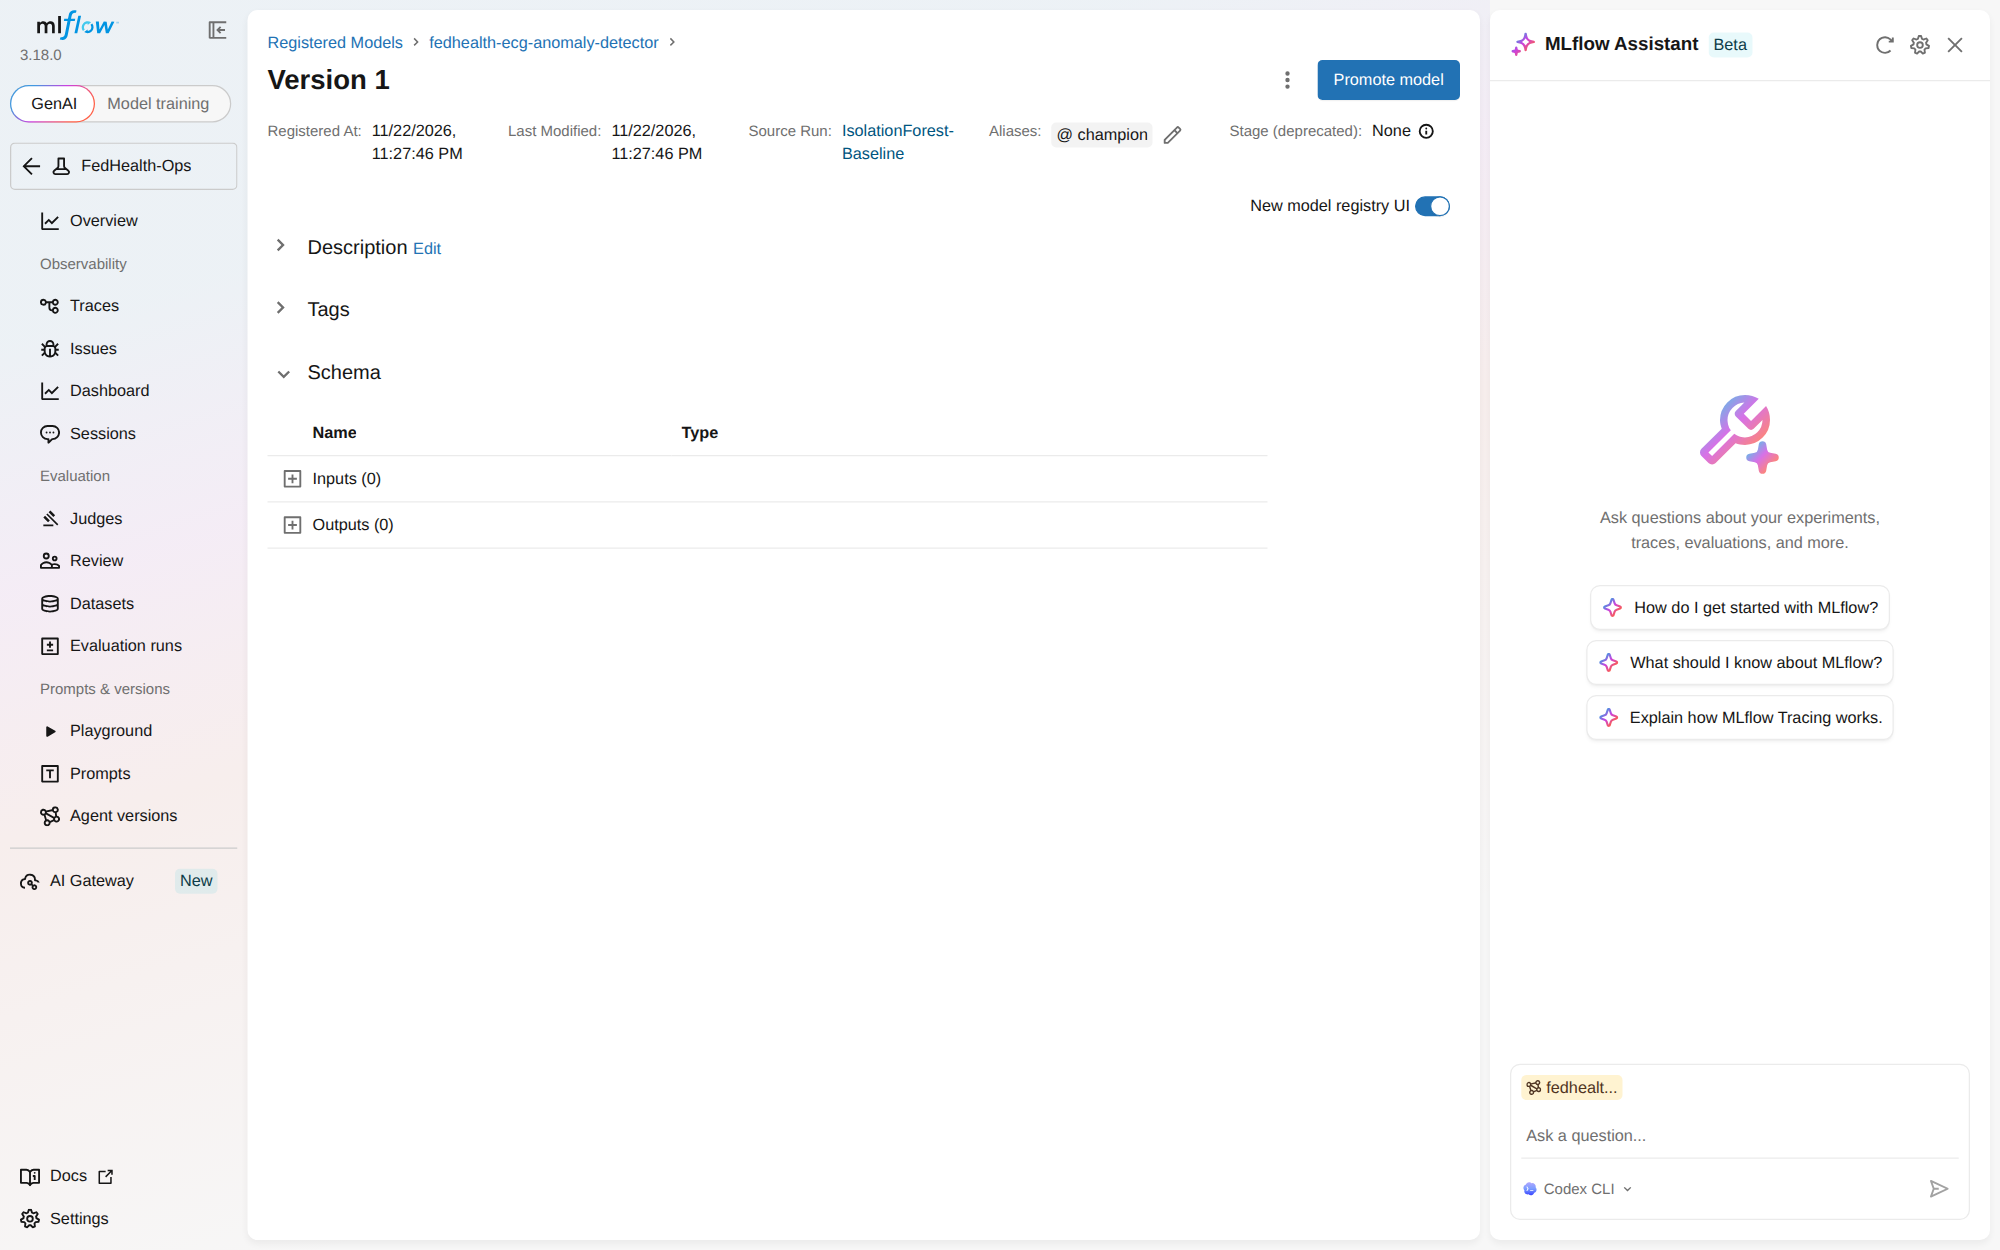 mlflow
3.18.0
GenAI
Model training
FedHealth-Ops
Overview
Observability
Traces
Issues
Dashboard
Sessions
Evaluation
Judges
Review
Datasets
Evaluation runs
Prompts & versions
Playground
Prompts
Agent versions
AI Gateway
New
Docs
Settings
Registered Models
fedhealth-ecg-anomaly-detector
Version 1
Promote model
Registered At:
11/22/2026,
11:27:46 PM
Last Modified:
11/22/2026,
11:27:46 PM
Source Run:
IsolationForest-
Baseline
Aliases:
@ champion
Stage (deprecated):
None
New model registry UI
Description Edit
Tags
Schema
Name
Type
Inputs (0)
Outputs (0)
MLflow Assistant
Beta
Ask questions about your experiments,
traces, evaluations, and more.
How do I get started with MLflow?
What should I know about MLflow?
Explain how MLflow Tracing works.
fedhealt...
Ask a question...
Codex CLI